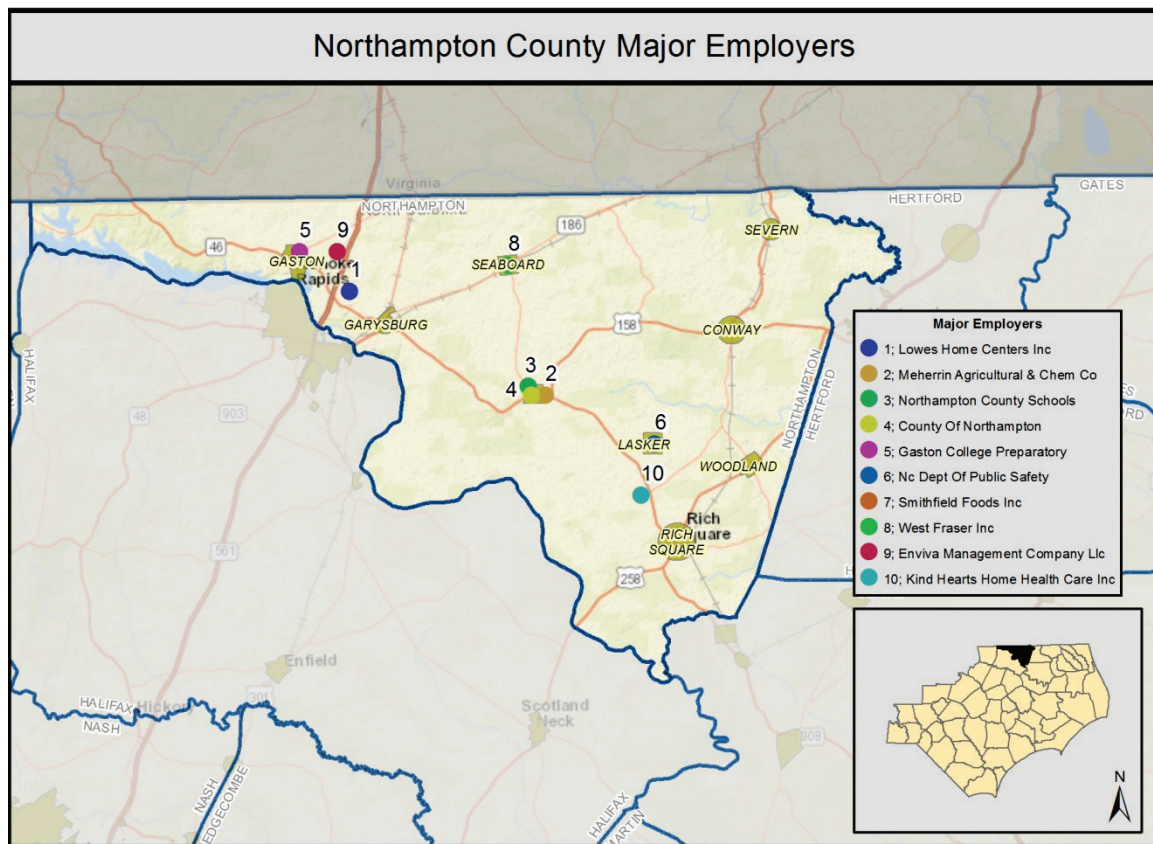 Northampton County Major Employers
Virginia
NORTHAMPTON
HERTFORD
GATES
186
46
5
9
8
SEVERN
GASTON
SEABOARD
Rapids
1
GARYSBURG
158
CONWAY
3
2
4
6
LASKER
WOODLAND
10
Rich
RICH
SQUARE
258
NORTHAMPTON
HERTFORD
HALIFAX
48
903
561
Enfield
301
HALIFAX
Hickory
NASH
Scotland
Neck
308
NASH
EDGECOMBE
HALIFAX
MARTIN
Major Employers
1; Lowes Home Centers Inc
2; Meherrin Agricultural & Chem Co
3; Northampton County Schools
4; County Of Northampton
5; Gaston College Preparatory
6; Nc Dept Of Public Safety
7; Smithfield Foods Inc
8; West Fraser Inc
9; Enviva Management Company Llc
10; Kind Hearts Home Health Care Inc
N